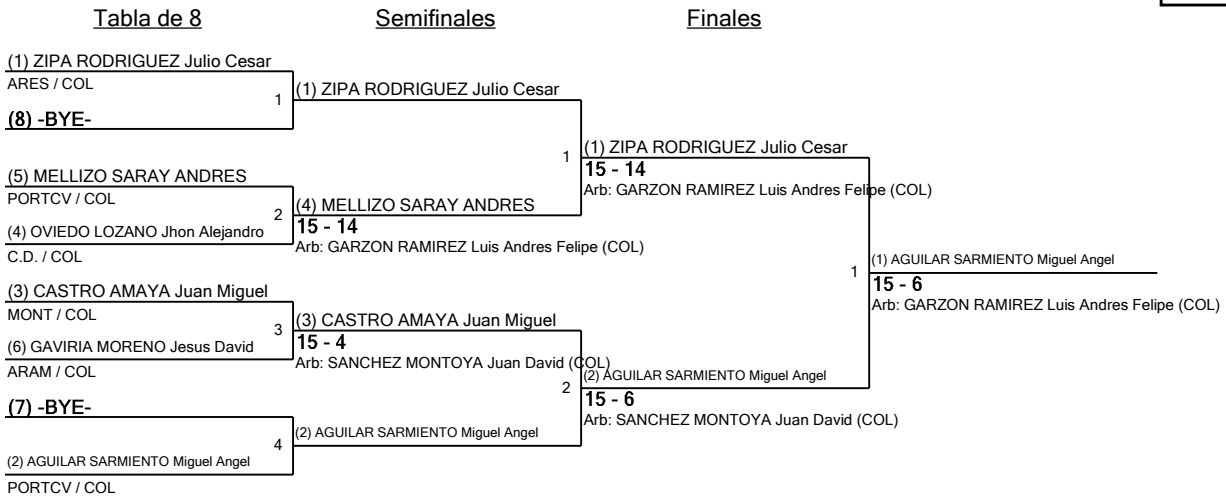 Tabla de 8
Semifinales
Finales
(1) ZIPA RODRIGUEZ Julio Cesar
ARES / COL
1
(8) -BYE-
(1) ZIPA RODRIGUEZ Julio Cesar
(5) MELLIZO SARAY ANDRES
PORTCV / COL
2
(4) OVIEDO LOZANO Jhon Alejandro
C.D. / COL
(4) MELLIZO SARAY ANDRES
15 - 14
Arb: GARZON RAMIREZ Luis Andres Felipe (COL)
1
(1) ZIPA RODRIGUEZ Julio Cesar
15 - 14
Arb: GARZON RAMIREZ Luis Andres Felipe (COL)
(3) CASTRO AMAYA Juan Miguel
MONT / COL
3
(6) GAVIRIA MORENO Jesus David
ARAM / COL
(3) CASTRO AMAYA Juan Miguel
15 - 4
Arb: SANCHEZ MONTOYA Juan David (COL)
(7) -BYE-
4
(2) AGUILAR SARMIENTO Miguel Angel
PORTCV / COL
(2) AGUILAR SARMIENTO Miguel Angel
2
(2) AGUILAR SARMIENTO Miguel Angel
15 - 6
Arb: SANCHEZ MONTOYA Juan David (COL)
1
(1) AGUILAR SARMIENTO Miguel Angel
15 - 6
Arb: GARZON RAMIREZ Luis Andres Felipe (COL)